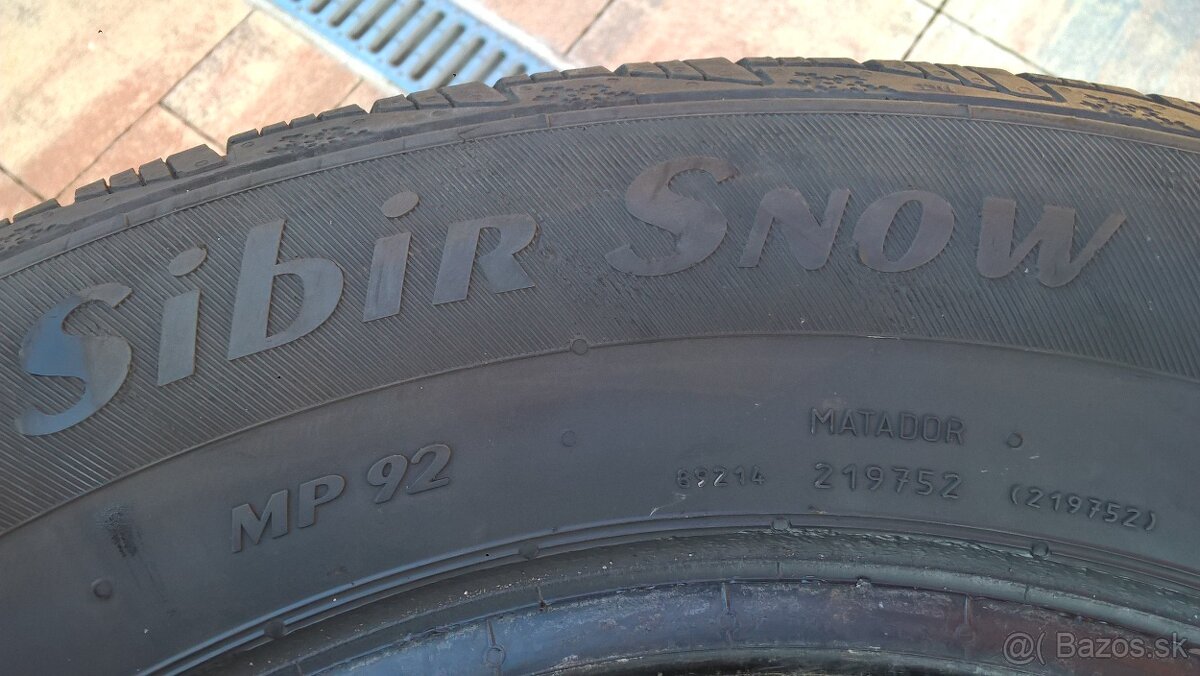 Sibir Snow
MATADOR
MP 92
89214 219752 (219752)
@( Bazos.sk